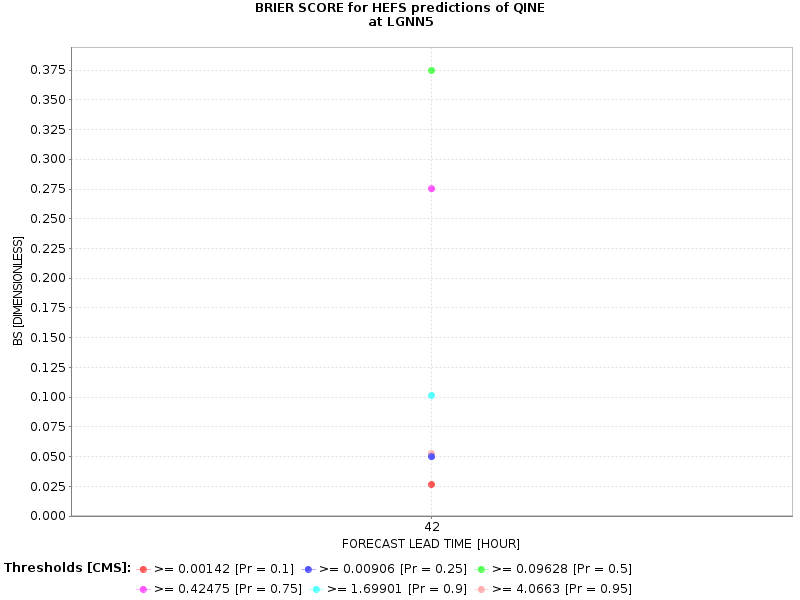 BRIER SCORE for HEFS predictions of QINE
at LGNN5
0.375
0.350
0.325
0.300
0.275
0.250
0.225
0.200
0.175
0.150
0.125
0.100
0.075
0.050
0.025
0.000
BS [DIMENSIONLESS]
42
FORECAST LEAD TIME [HOUR]
Thresholds [CMS]: >= 0.00142 [Pr = 0.1] >= 0.00906 [Pr = 0.25] >= 0.09628 [Pr = 0.5]
>= 0.42475 [Pr = 0.75] >= 1.69901 [Pr = 0.9] >= 4.0663 [Pr = 0.95]